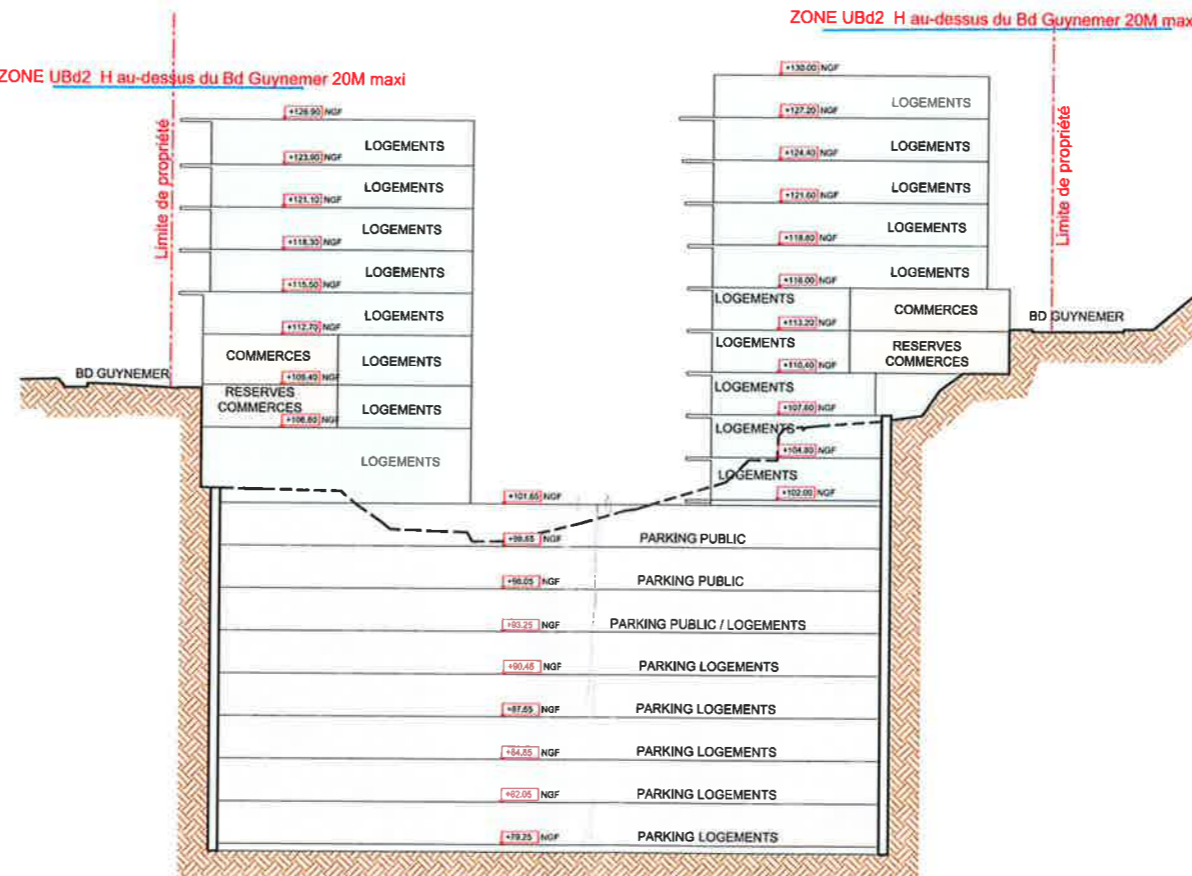 ZONE UBd2 H au-dessus du Bd Guynemer 20M maxi
ZONE UBd2 H au-dessus du Bd Guynemer 20M max
Limite de propriété
+126.90 NGF
LOGEMENTS
+123.90 NGF
LOGEMENTS
+121.10 NGF
LOGEMENTS
+118.30 NGF
LOGEMENTS
+115.50 NGF
LOGEMENTS
+112.70 NGF
COMMERCES
LOGEMENTS
BD GUYNEMER
+109.40 NGF
RESERVES
COMMERCES
LOGEMENTS
+106.60 NGF
LOGEMENTS
+130.00 NGF
LOGEMENTS
+127.20 NGF
LOGEMENTS
+124.40 NGF
LOGEMENTS
+121.60 NGF
LOGEMENTS
+118.80 NGF
LOGEMENTS
+116.00 NGF
Limite de propriété
LOGEMENTS
COMMERCES
BD GUYNEMER
+113.20 NGF
LOGEMENTS
RESERVES
COMMERCES
+110.40 NGF
LOGEMENTS
+107.60 NGF
LOGEMENTS
+104.80 NGF
LOGEMENTS
+102.00 NGF
+101.65 NGF
PARKING PUBLIC
NGF
PARKING PUBLIC
+96.05 NGF
PARKING PUBLIC / LOGEMENTS
+93.25 NGF
PARKING LOGEMENTS
+90.45 NGF
PARKING LOGEMENTS
+87.65 NGF
PARKING LOGEMENTS
+84.85 NGF
PARKING LOGEMENTS
+82.05 NGF
PARKING LOGEMENTS
+79.25 NGF